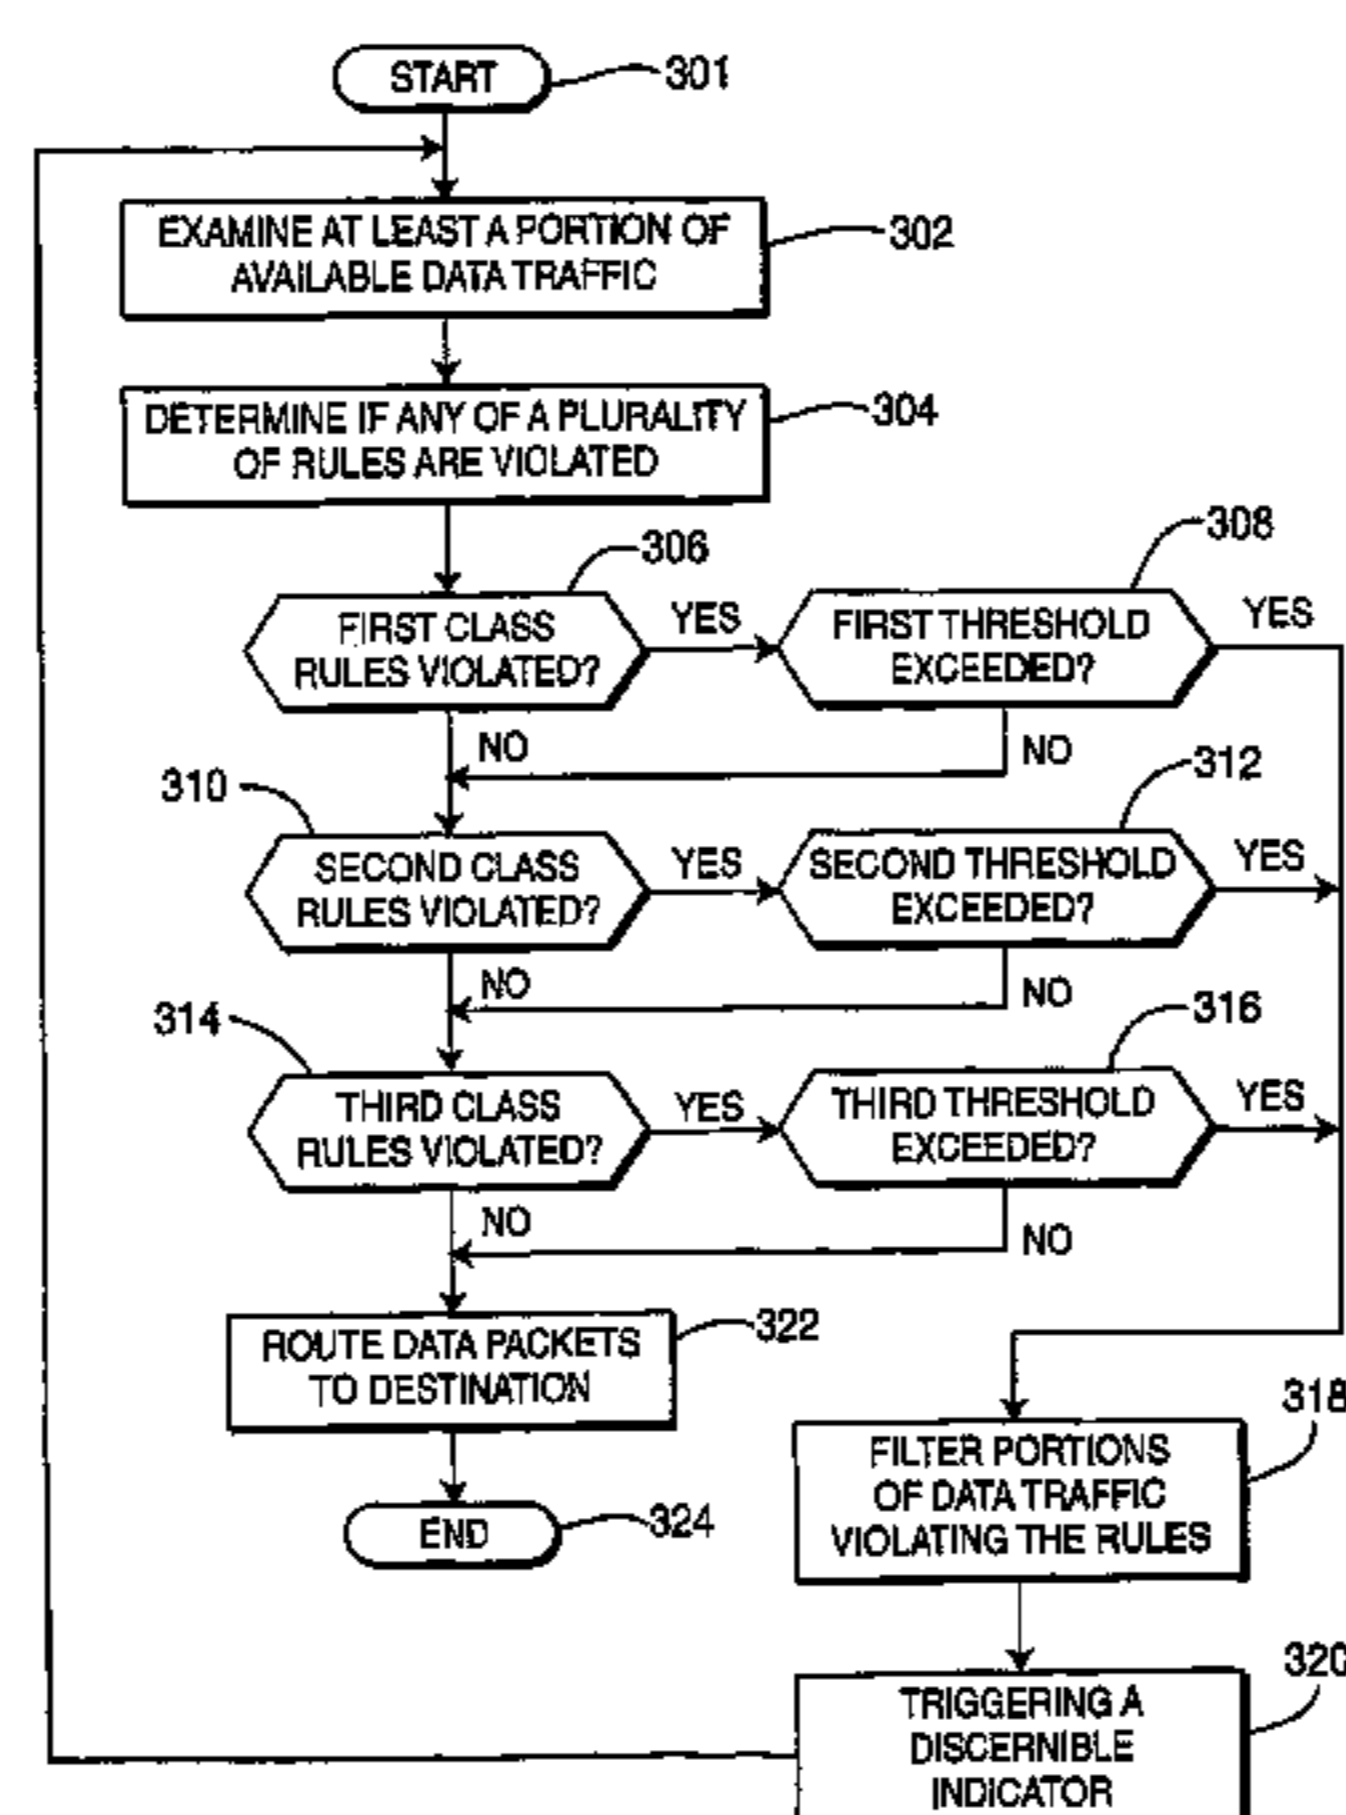 START
301
EXAMINE AT LEAST A PORTION OF
AVAILABLE DATA TRAFFIC
302
DETERMINE IF ANY OF A PLURALITY
OF RULES ARE VIOLATED
304
306
308
FIRST CLASS
RULES VIOLATED?
YES
FIRST THRESHOLD
EXCEEDED?
YES
NO
NO
310
312
SECOND CLASS
RULES VIOLATED?
YES
SECOND THRESHOLD
EXCEEDED?
YES
NO
NO
314
316
THIRD CLASS
RULES VIOLATED?
YES
THIRD THRESHOLD
EXCEEDED?
YES
NO
NO
ROUTE DATA PACKETS
TO DESTINATION
322
318
FILTER PORTIONS
OF DATA TRAFFIC
VIOLATING THE RULES
END
324
320
TRIGGERING A
DISCERNIBLE
INDICATOR